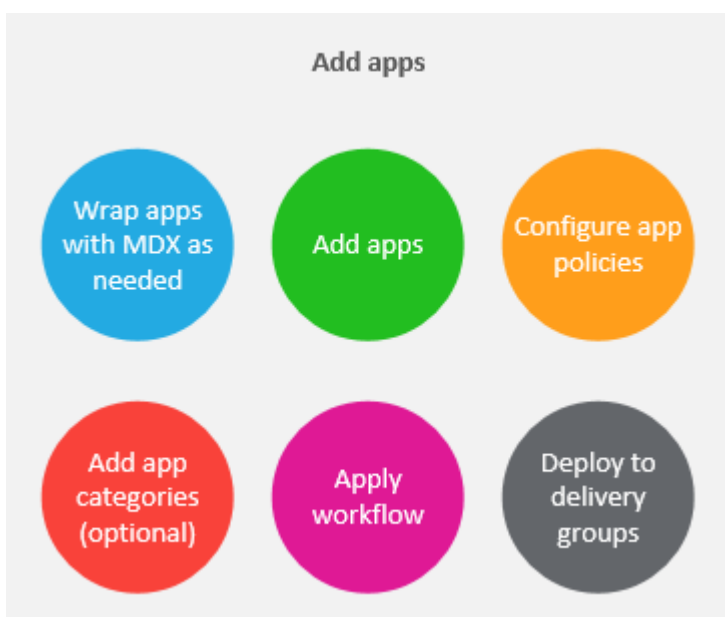 Add apps
Wrap apps
with MDX as
needed
Add apps
Configure app
policies
Add app
categories
(optional)
Apply
workflow
Deploy to
delivery
groups